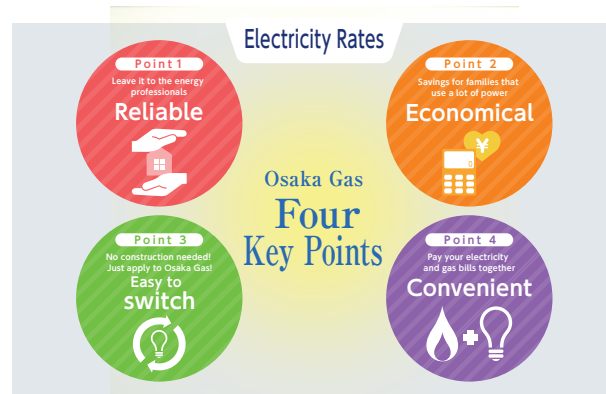 Electricity Rates
Point 1
Leave it to the energy
professionals
Reliable
Point 2
Savings for families that
use a lot of power
Economical
¥
0
Osaka Gas
Four
Key Points
Point 3
No construction needed!
Just apply to Osaka Gas!
Easy to
switch
Point 4
Pay your electricity
and gas bills together
Convenient